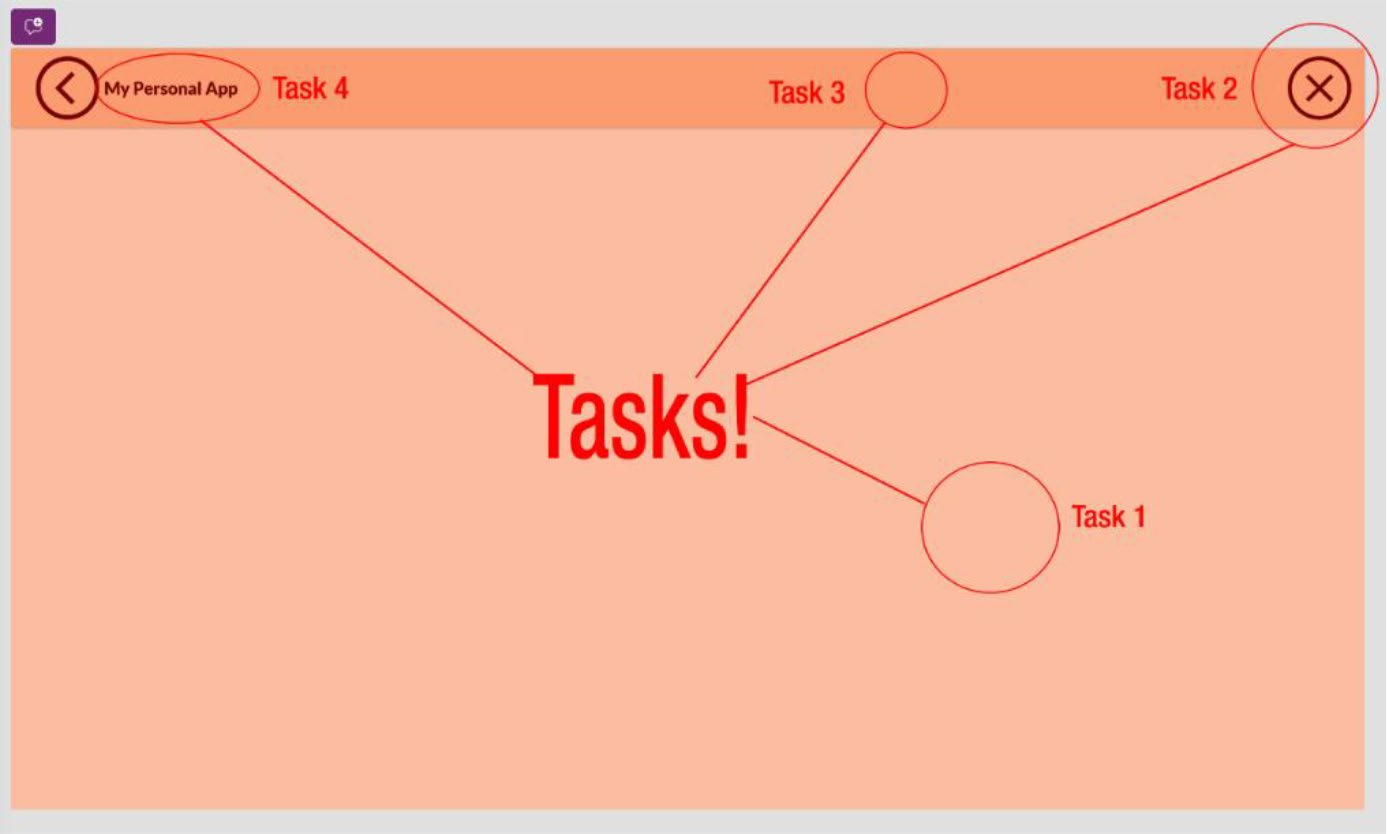 My Personal App
Task 4
Task 3
Task 2
Tasks!
Task 1